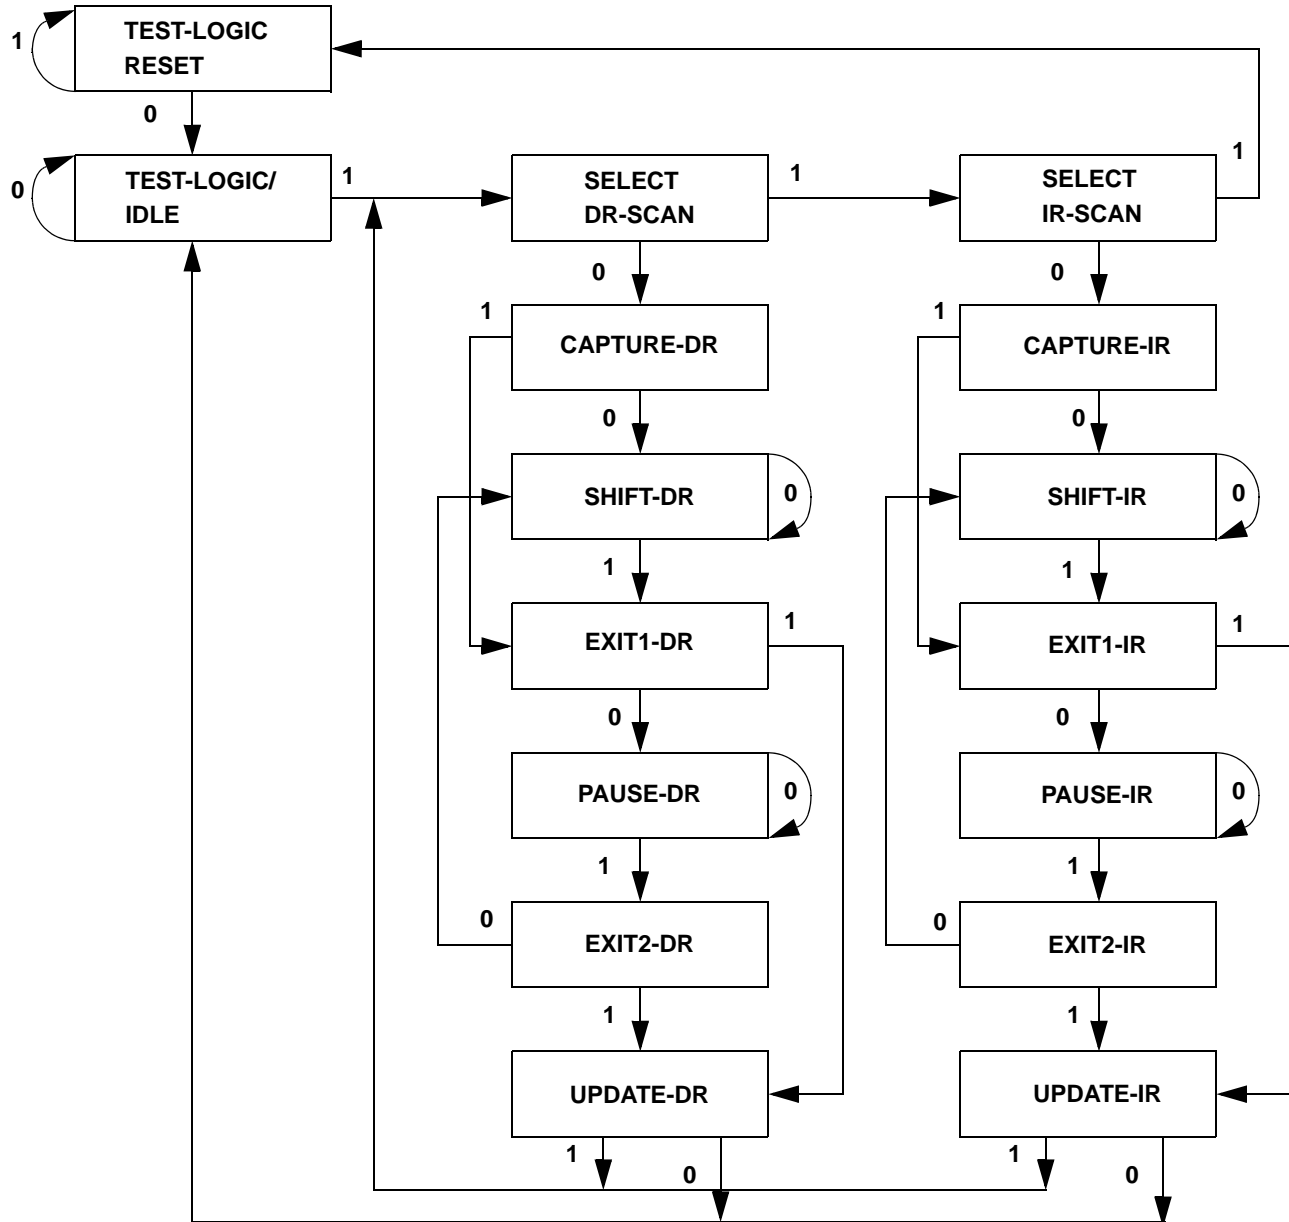 TEST-LOGIC
RESET
1
0
TEST-LOGIC/
IDLE
0
1
SELECT
DR-SCAN
1
SELECT
IR-SCAN
1
0
0
1
CAPTURE-DR
1
CAPTURE-IR
0
0
SHIFT-DR
0
SHIFT-IR
0
1
1
EXIT1-DR
1
EXIT1-IR
1
0
0
PAUSE-DR
0
PAUSE-IR
0
1
1
0
EXIT2-DR
0
EXIT2-IR
1
1
UPDATE-DR
UPDATE-IR
1
0
1
0